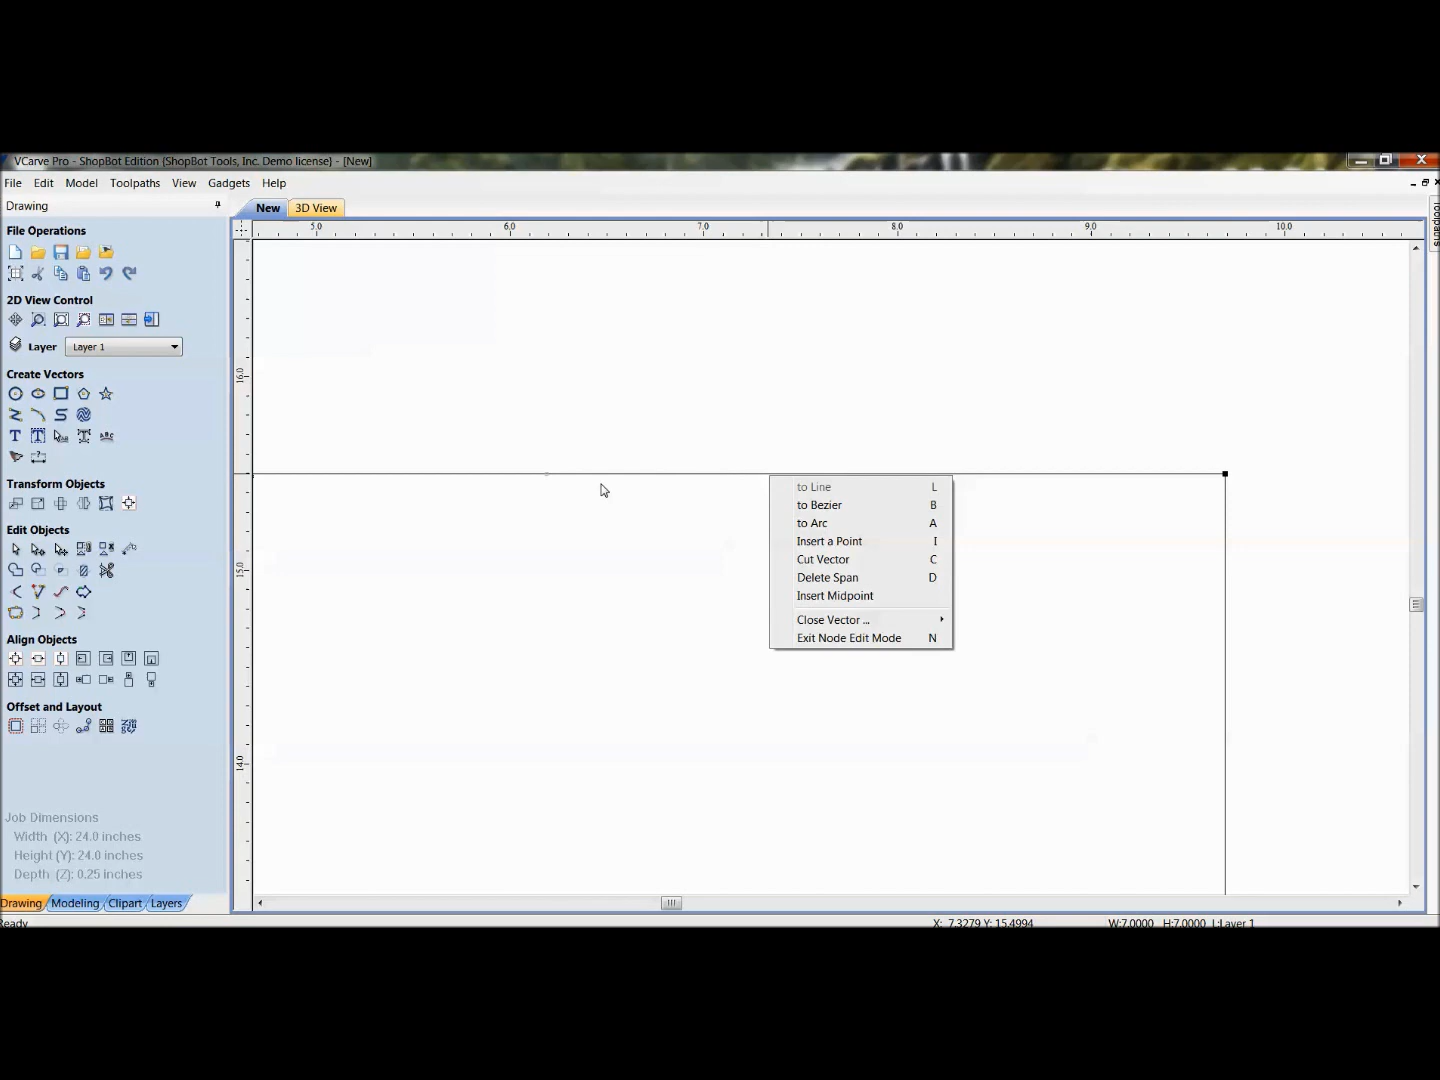 VCarve Pro - ShopBot Edition {ShopBot Tools, Inc. Demo license} - [New]
File Edit Model Toolpaths View Gadgets Help
Drawing
New 3D View
File Operations
5.0 6.0 7.0 8.0 9.0 10.0
2D View Control
Layer Layer 1
Create Vectors
16.0
Transform Objects
to Line L
to Bezier B
to Arc A
Edit Objects
Insert a Point I
Cut Vector C
15.0
Delete Span D
Insert Midpoint
Close Vector ...
Exit Node Edit Mode N
Align Objects
Offset and Layout
14.0
Job Dimensions
Width (X): 24.0 inches
Height (Y): 24.0 inches
Depth (Z): 0.25 inches
Drawing Modeling Clipart Layers
Ready
X: 7.3279 Y: 15.4994 W:7.0000 H:7.0000 L:Layer 1